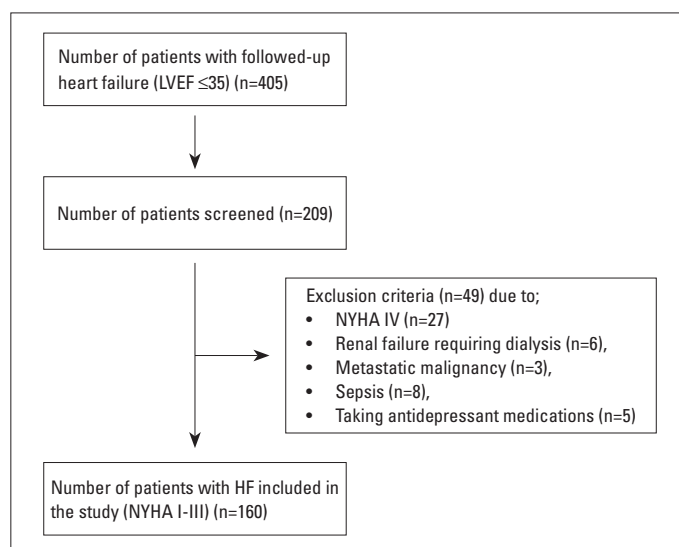 Number of patients with followed-up
heart failure (LVEF ≤35) (n=405)
Number of patients screened (n=209)
Exclusion criteria (n=49) due to;
• NYHA IV (n=27)
• Renal failure requiring dialysis (n=6),
• Metastatic malignancy (n=3),
• Sepsis (n=8),
• Taking antidepressant medications (n=5)
Number of patients with HF included in
the study (NYHA I-III) (n=160)